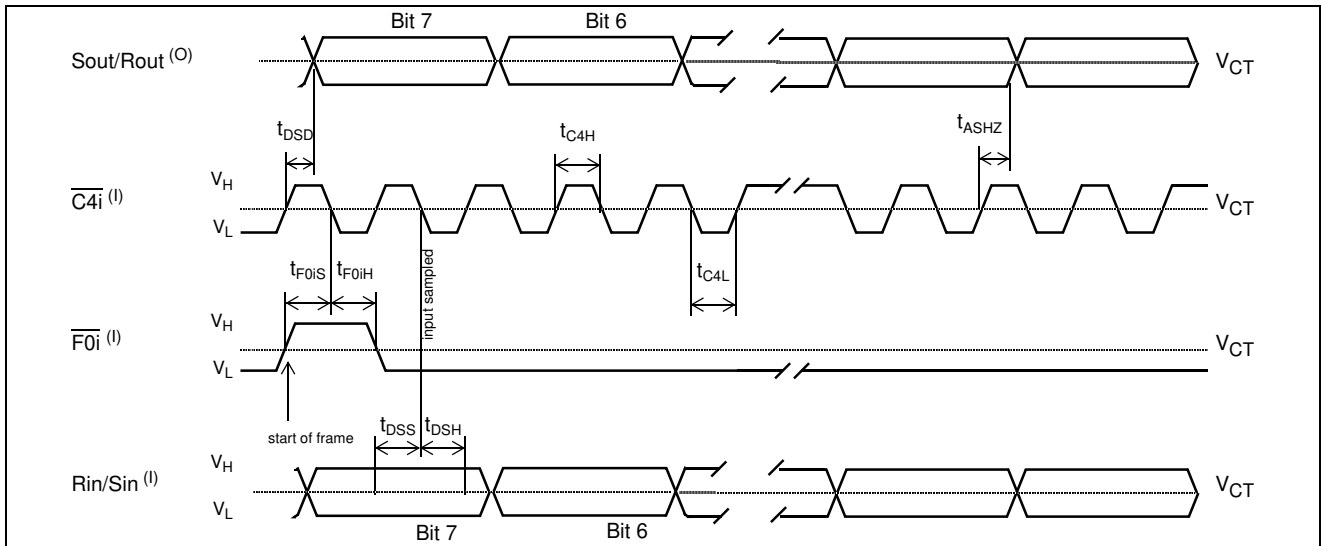 Bit 7 Bit 6
Sout/Rout (O) VCT
tDSD tC4H tASHZ
VH
C4i (I) VCT
VL
tF0iS tF0iH input sampled tC4L
VH
F0i (I) VCT
VL
start of frame tDSS tDSH
VH
Rin/Sin (I) VCT
VL
Bit 7 Bit 6